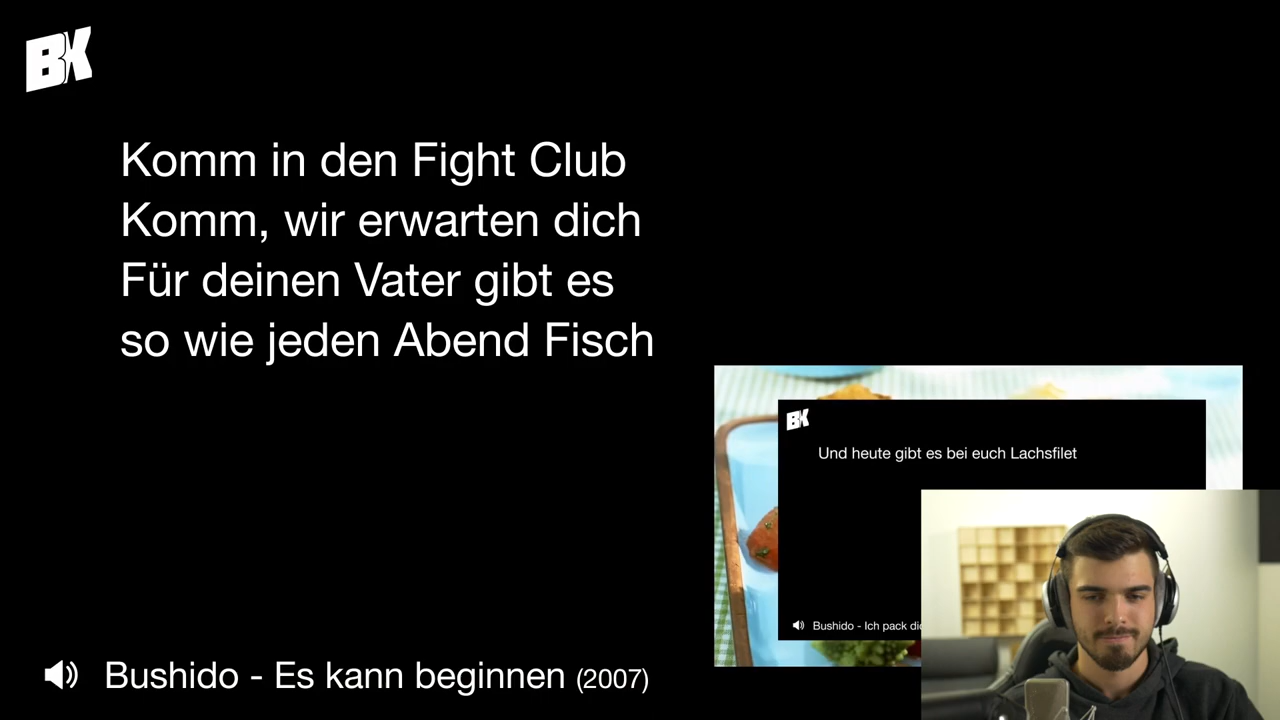 BK
Komm in den Fight Club
Komm, wir erwarten dich
Für deinen Vater gibt es
so wie jeden Abend Fisch
BK
Und heute gibt es bei euch Lachsfilet
Bushido - Ich pack
Bushido - Es kann beginnen (2007)